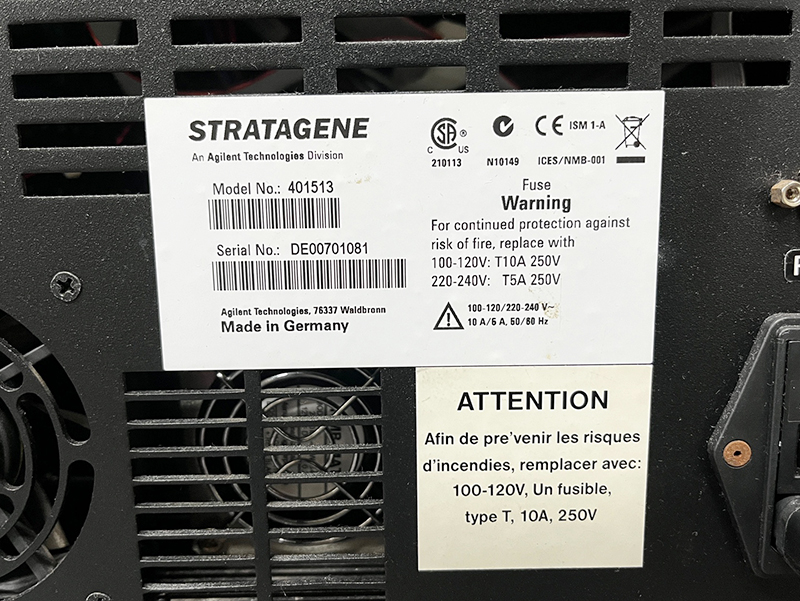 STRATAGENE
An Agilent Technologies Division
Model No.: 401513
Serial No.: DE00701081
Agilent Technologies, 76337 Waldbronn
Made in Germany
C SA ® US
210113
N10149
CE ISM 1-A
ICES/NMB-001
Fuse
Warning
For continued protection against
risk of fire, replace with
100-120V: T10A 250V
220-240V: T5A 250V
100-120/220-240 V~
10 A/5 A, 50/60 Hz
ATTENTION
Afin de pre'venir les risques
d'incendies, remplacer avec:
100-120V, Un fusible,
type T, 10A, 250V